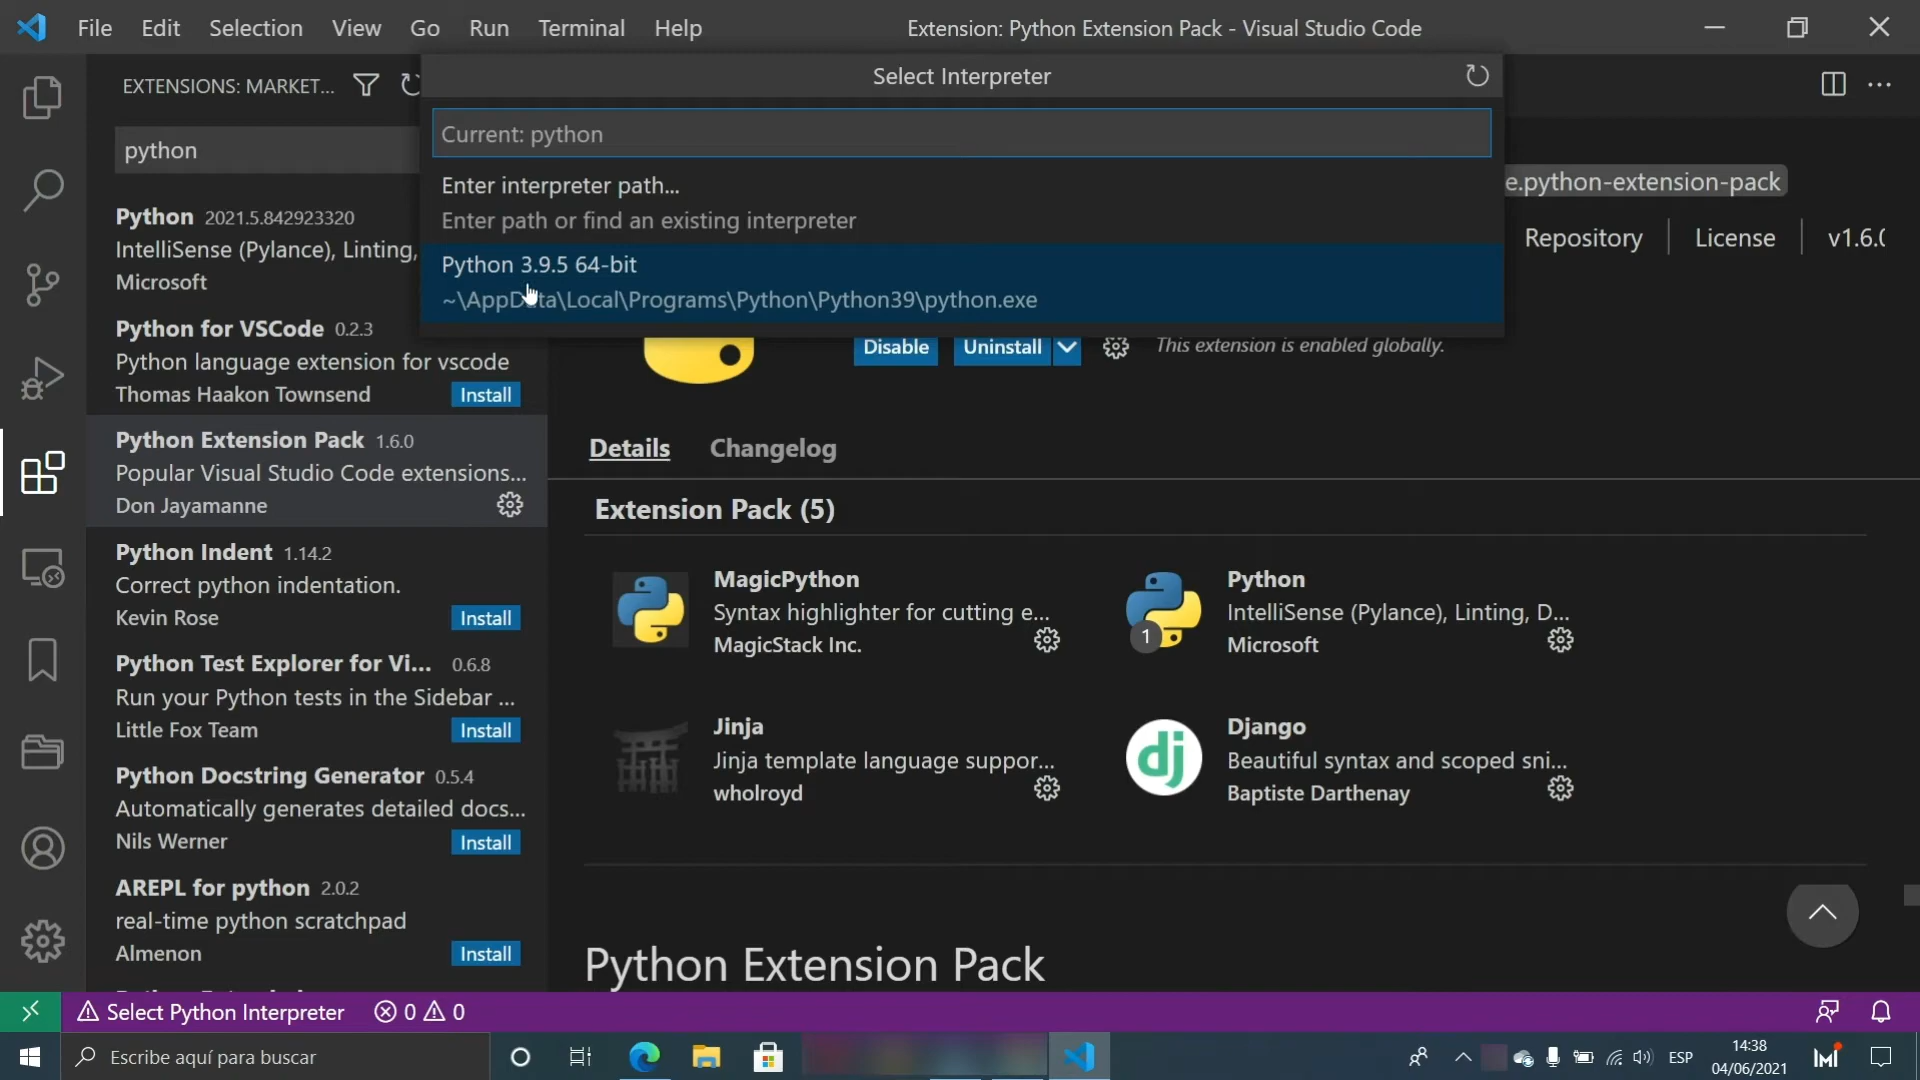 File Edit Selection View Go Run Terminal Help
Extension: Python Extension Pack - Visual Studio Code
EXTENSIONS: MARKET...
python
Select Interpreter
Current: python
Enter interpreter path...
Enter path or find an existing interpreter
Python 3.9.5 64-bit
~\AppData\Local\Programs\Python\Python39\python.exe
Python 2021.5.842923320
IntelliSense (Pylance), Linting,
Microsoft
Python for VSCode 0.2.3
Python language extension for vscode
Thomas Haakon Townsend Install
Python Extension Pack 1.6.0
Popular Visual Studio Code extensions...
Don Jayamanne
Python Indent 1.14.2
Correct python indentation.
Kevin Rose Install
Python Test Explorer for Vi... 0.6.8
Run your Python tests in the Sidebar ...
Little Fox Team Install
Python Docstring Generator 0.5.4
Automatically generates detailed docs...
Nils Werner Install
AREPL for python 2.0.2
real-time python scratchpad
Almenon Install
e.python-extension-pack
Repository License v1.6.0
Disable Uninstall This extension is enabled globally.
Details Changelog
Extension Pack (5)
MagicPython
Syntax highlighter for cutting e...
MagicStack Inc.
Python
IntelliSense (Pylance), Linting, D...
1
Microsoft
Jinja
Jinja template language suppor...
wholroyd
dj
Django
Beautiful syntax and scoped sni...
Baptiste Darthenay
Python Extension Pack
Select Python Interpreter 0 0
Escribe aquí para buscar
ESP
14:38
04/06/2021